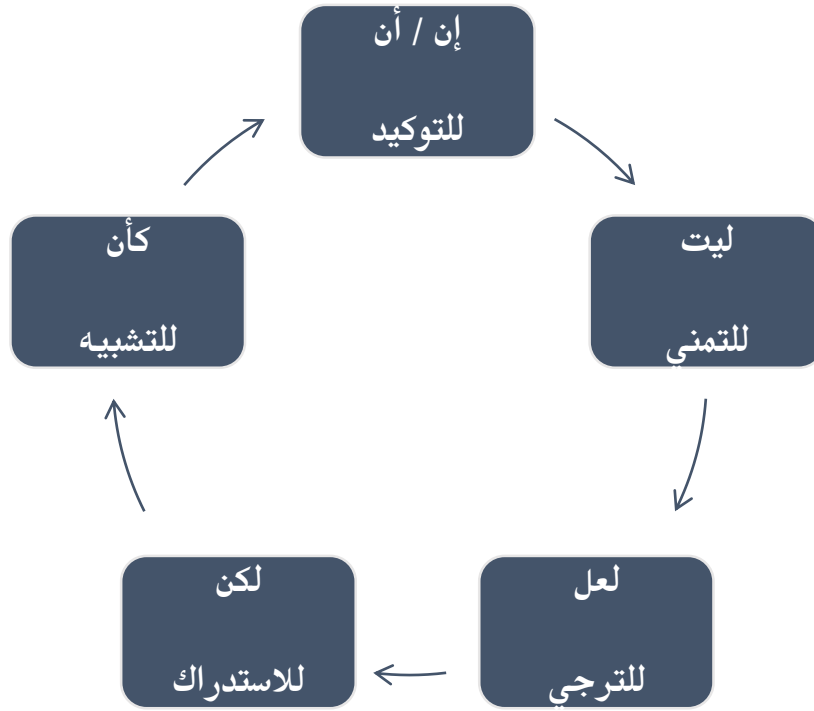 إن / أن
للتوكيد
ليت
للتمني
لعل
للترجي
لكن
للاستدراك
كأن
للتشبيه